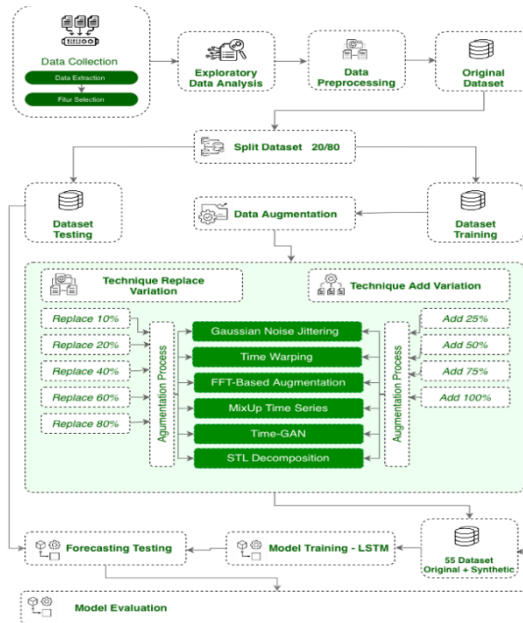 Data Collection
Data Extraction
Fitur Selection
Exploratory
Data Analysis
Data
Preprocessing
Original
Dataset
Split Dataset 20/80
Dataset
Testing
Data Augmentation
Dataset
Training
Technique Replace
Variation
Technique Add Variation
Replace 10%
Replace 20%
Replace 40%
Replace 60%
Replace 80%
Agumentation Process
Gaussian Noise Jittering
Time Warping
FFT-Based Augmentation
MixUp Time Series
Time-GAN
STL Decomposition
Augmentation Process
Add 25%
Add 50%
Add 75%
Add 100%
Forecasting Testing
Model Training - LSTM
55 Dataset
Original + Synthetic
Model Evaluation